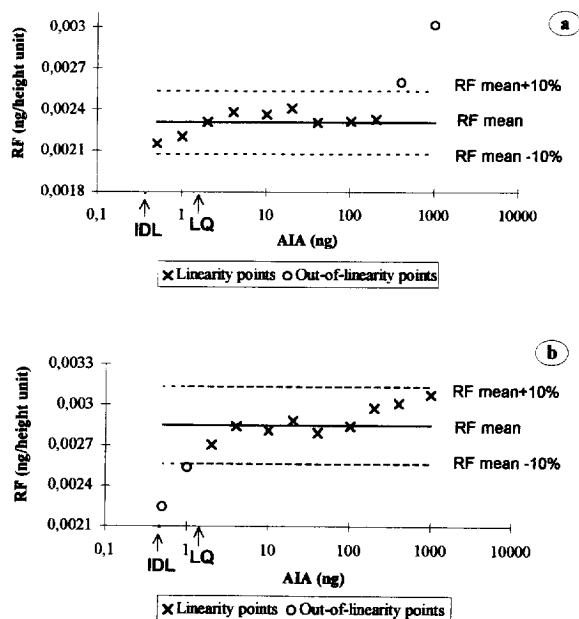 a
0,003
0,0027
0,0024
0,0021
0,0018
RF (ng/height unit)
RF mean+10%
RF mean
RF mean -10%
0,1
1
10
100
1000
10000
IDL
LQ
AIA (ng)
× Linearity points o Out-of-linearity points
b
0,0033
0,003
0,0027
0,0024
0,0021
RF (ng/height unit)
RF mean+10%
RF mean
RF mean -10%
0,1
1
10
100
1000
10000
IDL
LQ
AIA (ng)
× Linearity points o Out-of-linearity points